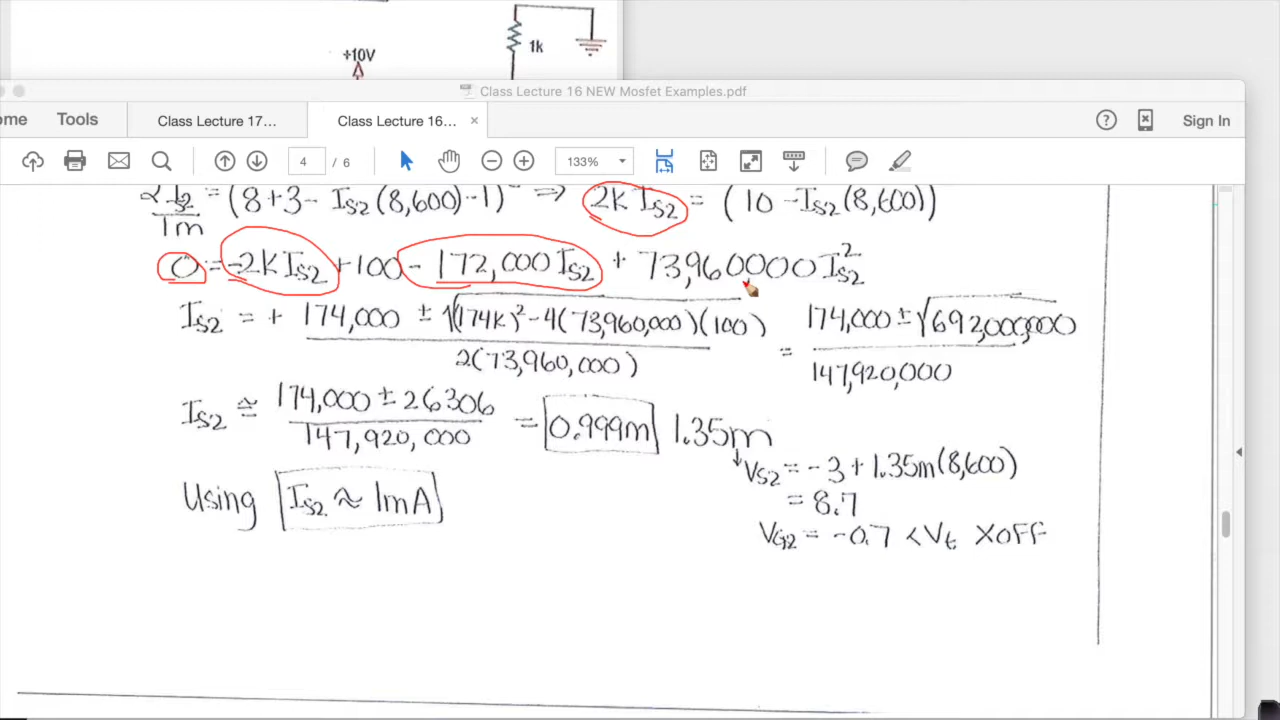 1k
+10V
Class Lecture 16 NEW Mosfet Examples.pdf
ome Tools Class Lecture 17... Class Lecture 16... × ? Sign In
4 / 6 133%
= (8+3- IS2(8,600)-1)² => 2K IS2 = (10 -IS2(8,600))
1m
0 = -2K IS2 +100 - 172,000 IS2 + 73,960000 IS2²
IS2 = + 174,000 ± √(174K)² -4(73,960,000)(100) = 174,000 ± √692,000,000
2(73,960,000) 147,920,000
IS2 ≅ 174,000 ± 26306 = 0.999m 1.35m
147,920,000
↓VS2 = -3 + 1.35m(8,600)
= 8.7
Using IS2 ≈ 1mA
VG2 = -0.7 < Vt XOFF